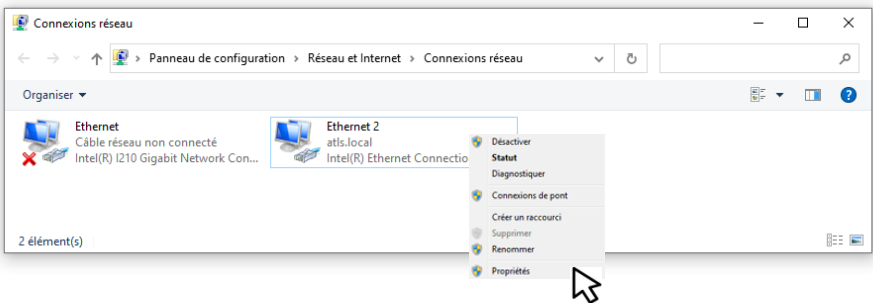 Connexions réseau
Panneau de configuration > Réseau et Internet > Connexions réseau
Organiser
Ethernet
Câble réseau non connecté
Intel(R) I210 Gigabit Network Con...
Ethernet 2
atls.local
Intel(R) Ethernet Connectio
Désactiver
Statut
Diagnostiquer
Connexions de pont
Créer un raccourci
Supprimer
Renommer
Propriétés
2 élément(s)